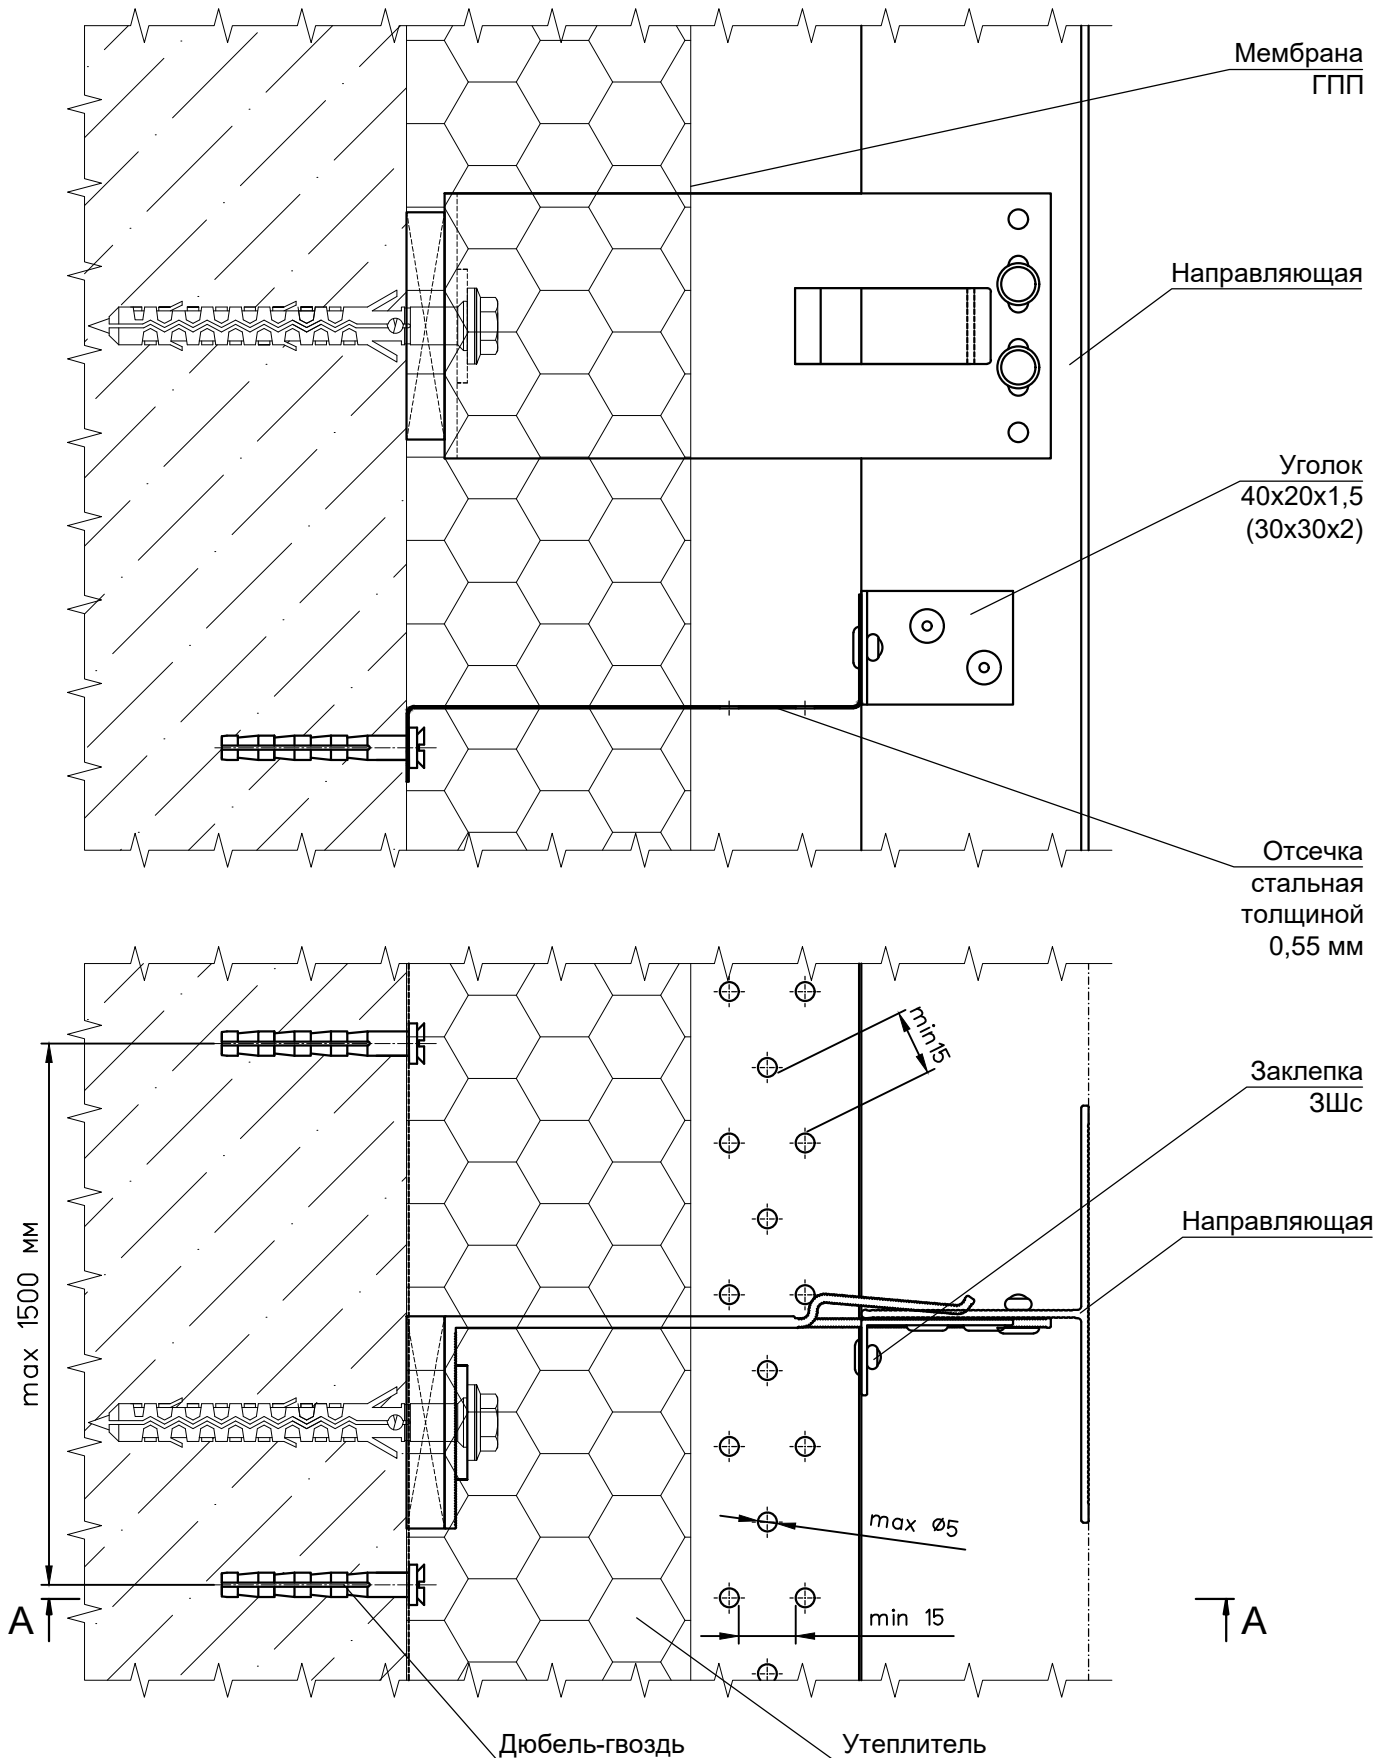 Мембрана
ГПП
Направляющая
Уголок
40х20х1,5
(30х30х2)
Отсечка
стальная
толщиной
0,55 мм
min15
Заклепка
ЗШс
Направляющая
max 1500 мм
max ⌀5
min 15
А
А
Дюбель-гвоздь
Утеплитель